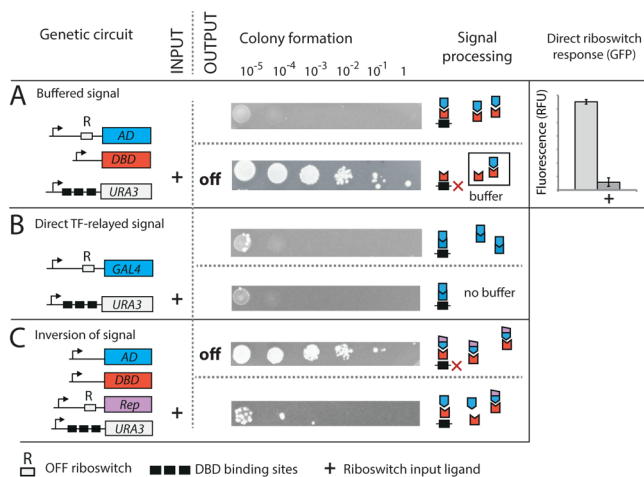 Genetic circuit
INPUT
OUTPUT
Colony formation
10-5 10-4 10-3 10-2 10-1 1
Signal processing
Direct riboswitch response (GFP)
A Buffered signal
R
AD
DBD
URA3
+
off
buffer
Fluorescence (RFU)
+
B Direct TF-relayed signal
R
GAL4
URA3
+
no buffer
C Inversion of signal
AD
DBD
R
Rep
URA3
off
+
R OFF riboswitch
DBD binding sites
+ Riboswitch input ligand